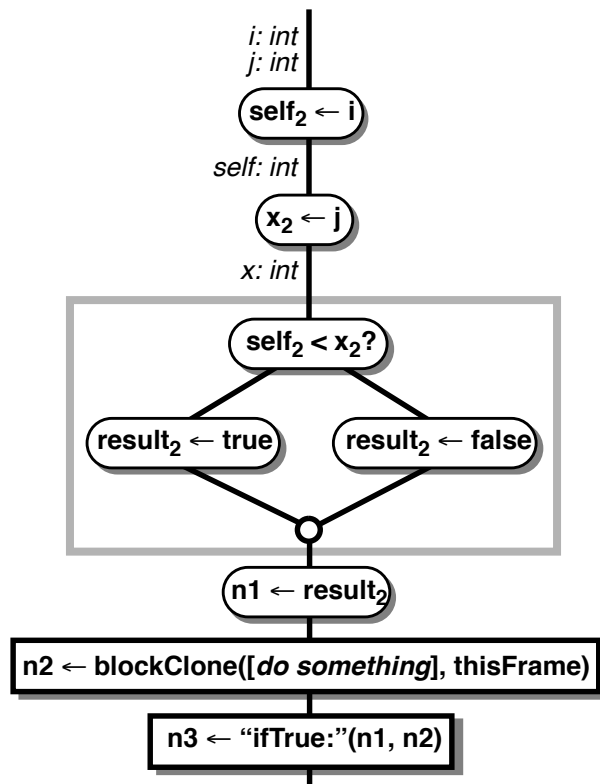 i: int
j: int
self₂ ← i
self: int
x₂ ← j
x: int
self₂ < x₂?
result₂ ← true
result₂ ← false
n1 ← result₂
n2 ← blockClone([do something], thisFrame)
n3 ← “ifTrue:”(n1, n2)